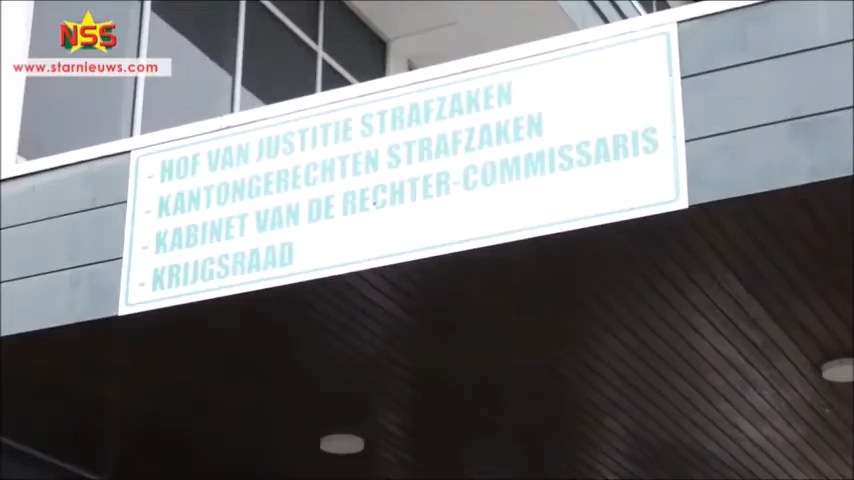 NSS
www.starnieuws.com
- HOF VAN JUSTITIE STRAFZAKEN
- KANTONGERECHTEN STRAFZAKEN
- KABINET VAN DE RECHTER-COMMISSARIS
- KRIJGSRAAD